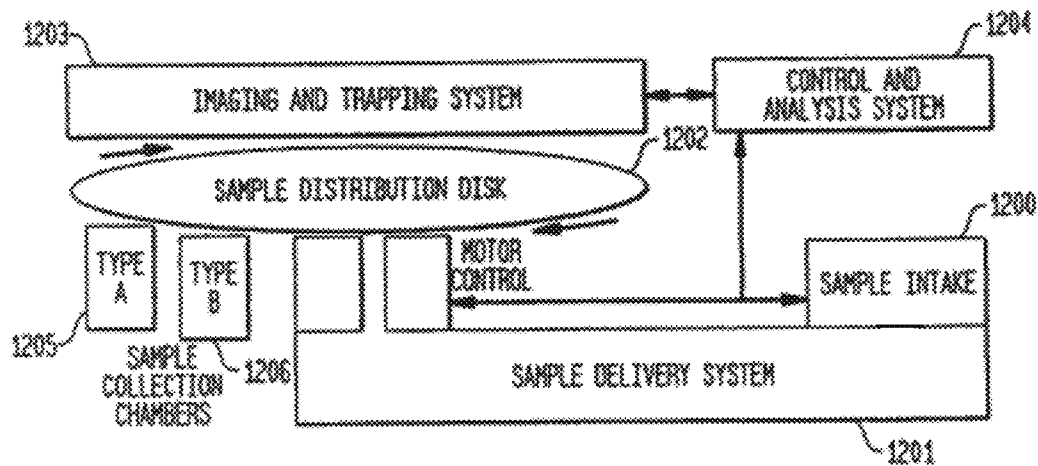 1203
1204
IMAGING AND TRAPPING SYSTEM
CONTROL AND
ANALYSIS SYSTEM
1202
SAMPLE DISTRIBUTION DISK
1200
TYPE
A
TYPE
B
MOTOR
CONTROL
SAMPLE INTAKE
1205
1206
SAMPLE
COLLECTION
CHAMBERS
SAMPLE DELIVERY SYSTEM
1201